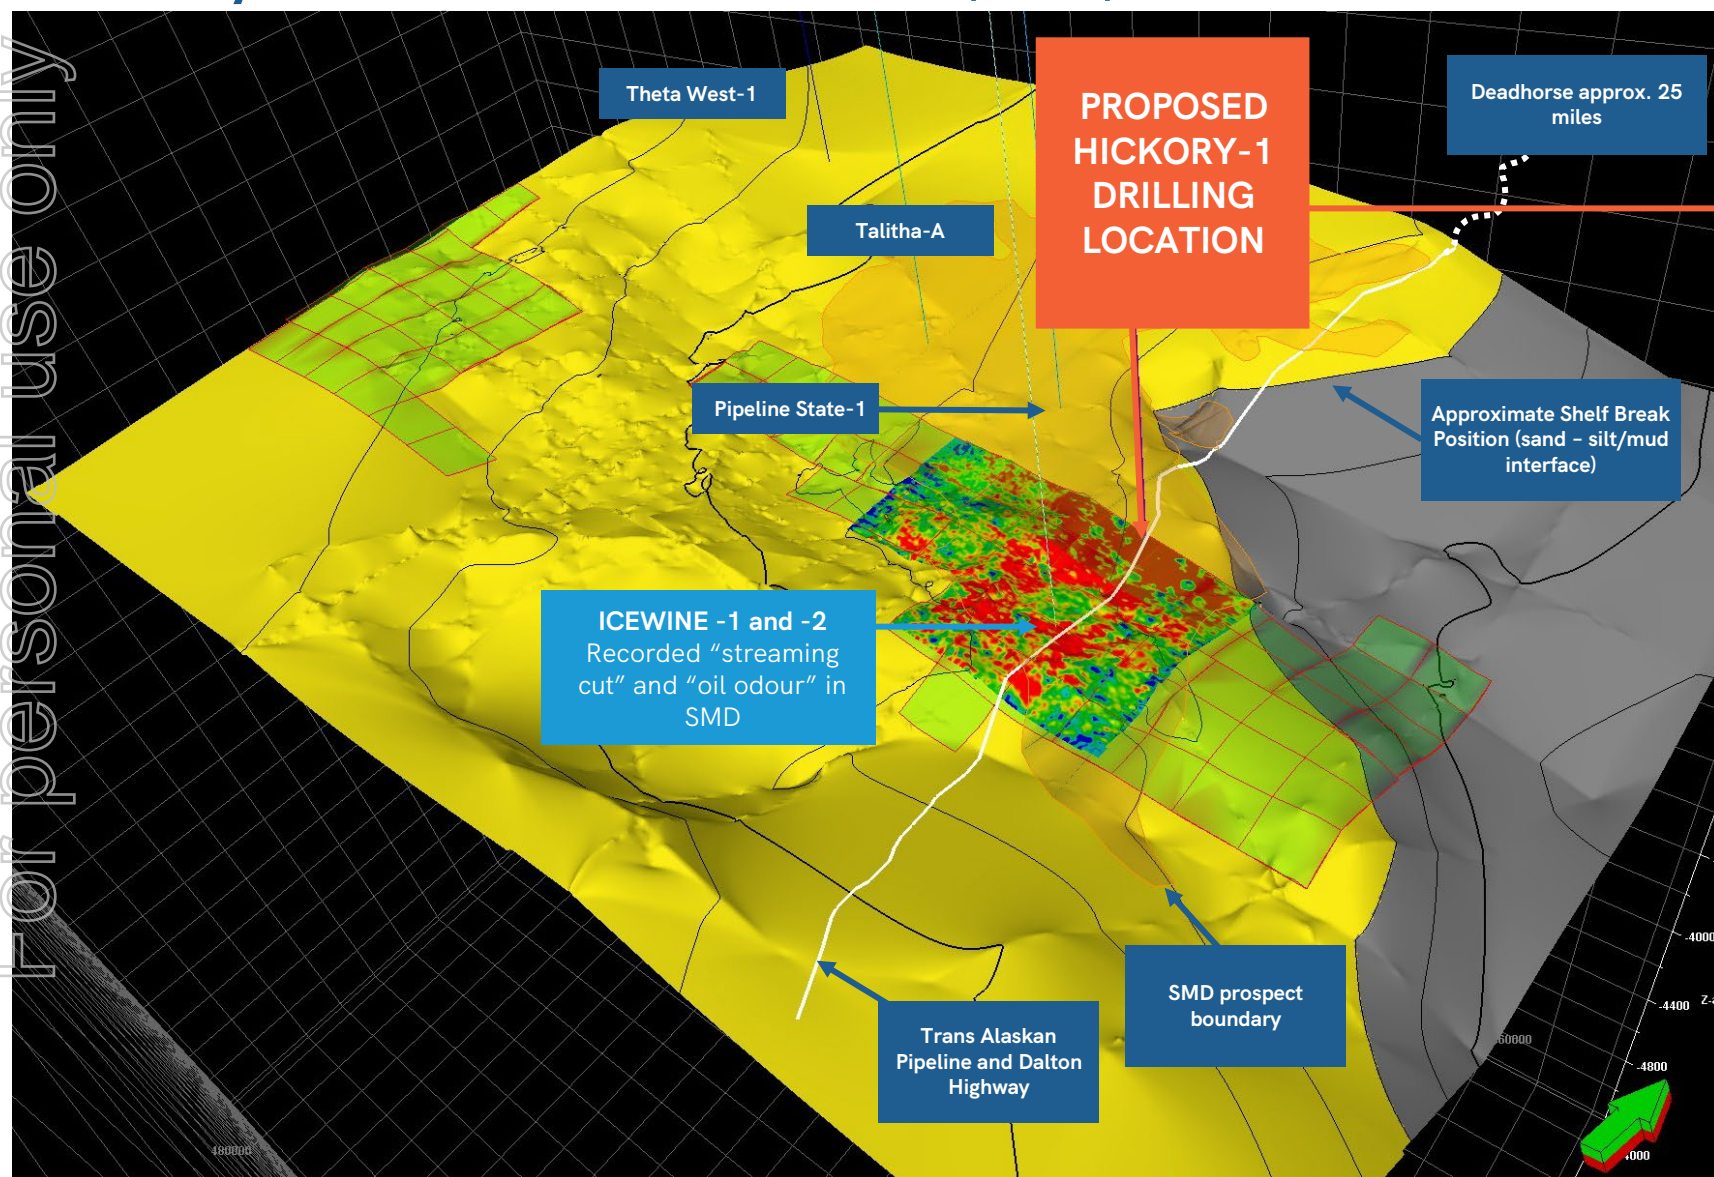 For personal use only
Theta West-1
PROPOSED
HICKORY-1
DRILLING
LOCATION
Deadhorse approx. 25
miles
Talitha-A
Pipeline State-1
Approximate Shelf Break
Position (sand – silt/mud
interface)
ICEWINE -1 and -2
Recorded “streaming
cut” and “oil odour” in
SMD
SMD prospect
boundary
Trans Alaskan
Pipeline and Dalton
Highway
-4000
-4400
-4800
480000